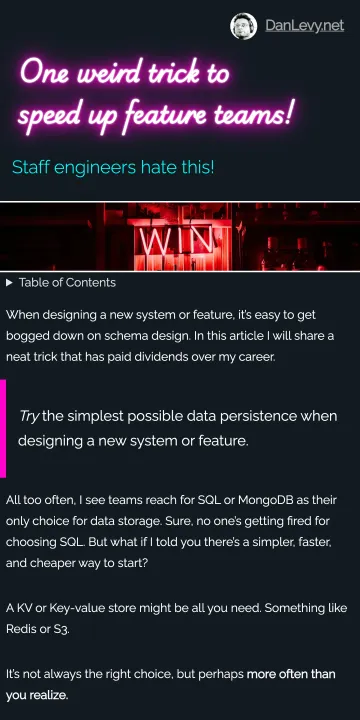 DanLevy.net
One weird trick to
speed up feature teams!
Staff engineers hate this!
WIN
Table of Contents
When designing a new system or feature, it's easy to get
bogged down on schema design. In this article I will share a
neat trick that has paid dividends over my career.
Try the simplest possible data persistence when
designing a new system or feature.
All too often, I see teams reach for SQL or MongoDB as their
only choice for data storage. Sure, no one's getting fired for
choosing SQL. But what if I told you there's a simpler, faster,
and cheaper way to start?
A KV or Key-value store might be all you need. Something like
Redis or S3.
It's not always the right choice, but perhaps more often than
you realize.